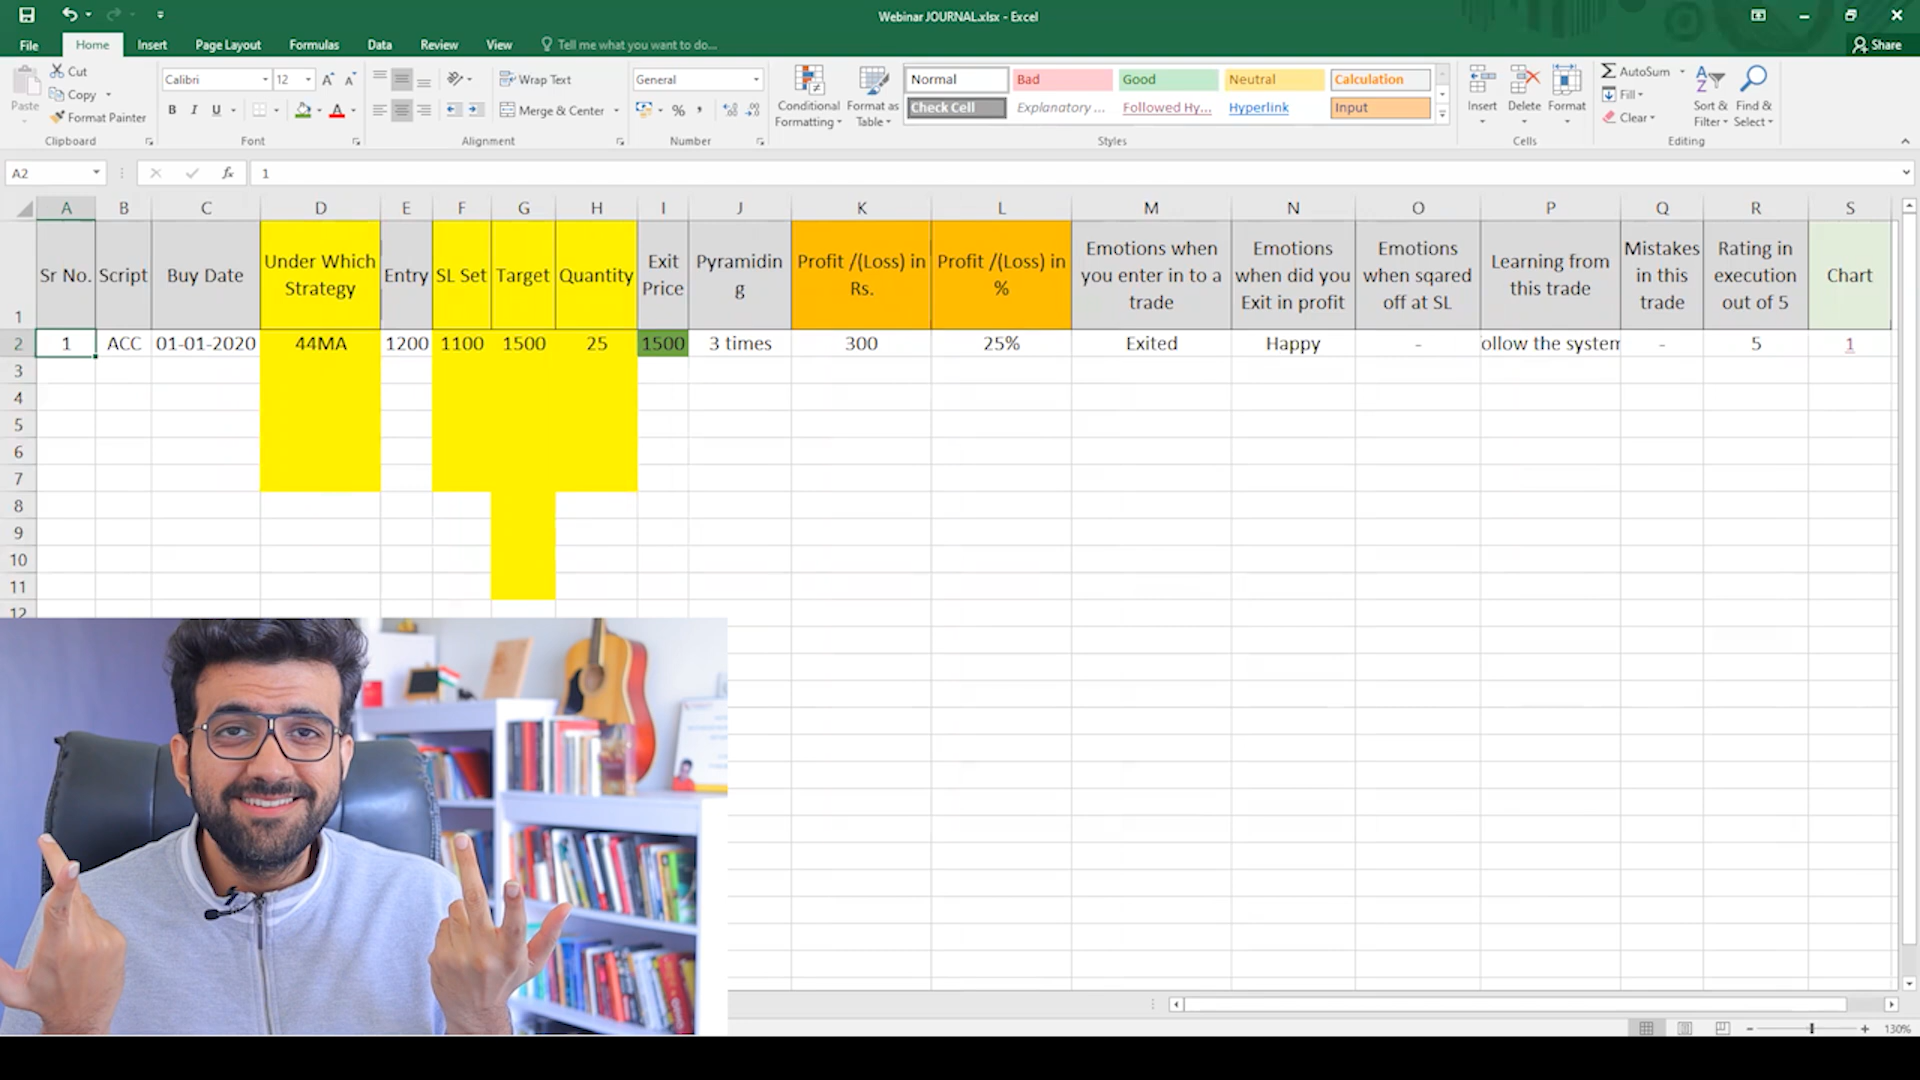 Webinar JOURNAL.xlsx - Excel
File Home Insert Page Layout Formulas Data Review View Tell me what you want to do... Share
Paste
Cut
Copy
Format Painter
Clipboard
Calibri 12
B I U
Font
Wrap Text
Merge & Center
Alignment
General
%
Number
Conditional Formatting
Format as Table
Normal Bad Good Neutral Calculation
Check Cell Explanatory ... Followed Hy... Hyperlink Input
Styles
Insert Delete Format
Cells
AutoSum
Fill
Clear
Sort & Filter
Find & Select
Editing
A2 fx 1
A B C D E F G H I J K L M N O P Q R S
1 Sr No. Script Buy Date Under Which Strategy Entry SL Set Target Quantity Exit Price Pyramiding Profit /(Loss) in Rs. Profit /(Loss) in % Emotions when you enter in to a trade Emotions when did you Exit in profit Emotions when sqared off at SL Learning from this trade Mistakes in this trade Rating in execution out of 5 Chart
2 1 ACC 01-01-2020 44MA 1200 1100 1500 25 1500 3 times 300 25% Exited Happy - ollow the system - 5 1
3
4
5
6
7
8
9
10
11
12
130%